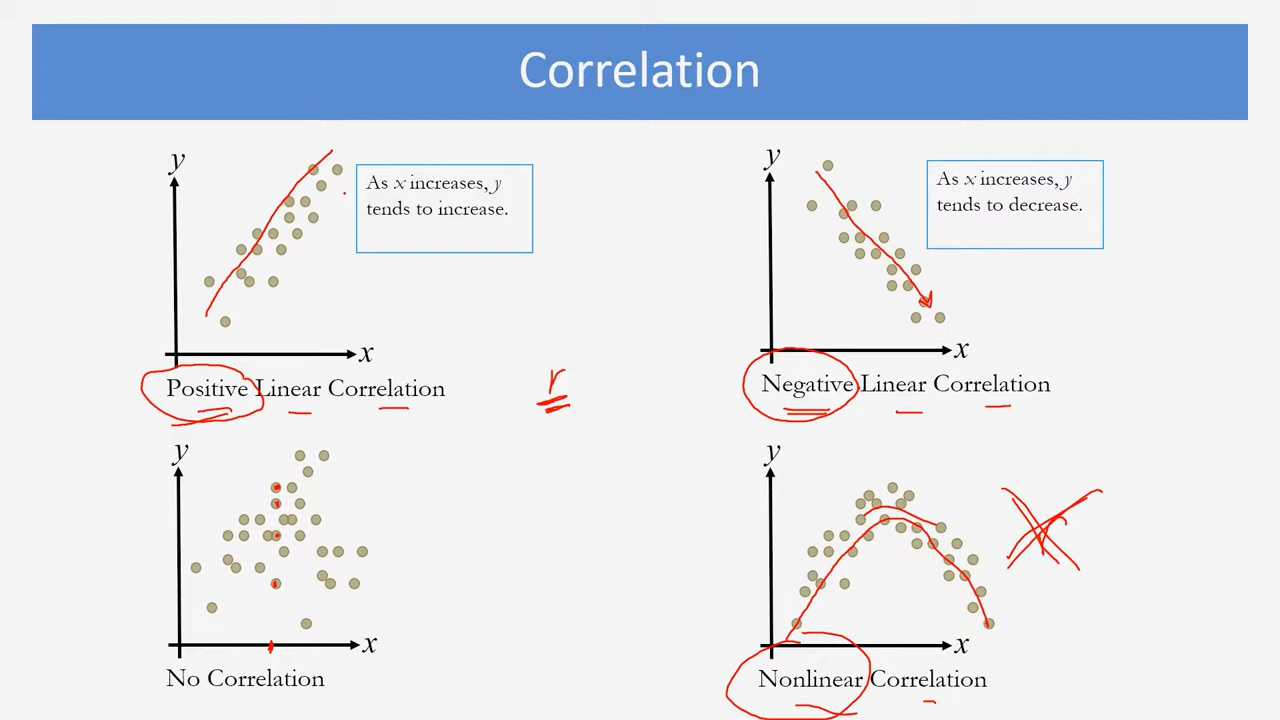 Correlation
y
As x increases, y
tends to increase.
x
Positive Linear Correlation
y
As x increases, y
tends to decrease.
x
Negative Linear Correlation
r
y
x
No Correlation
y
x
Nonlinear Correlation